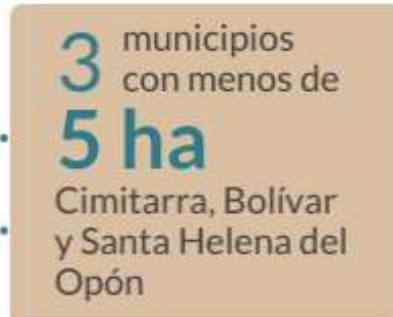 3 municipios
con menos de
5 ha
Cimitarra, Bolívar
y Santa Helena del
Opón